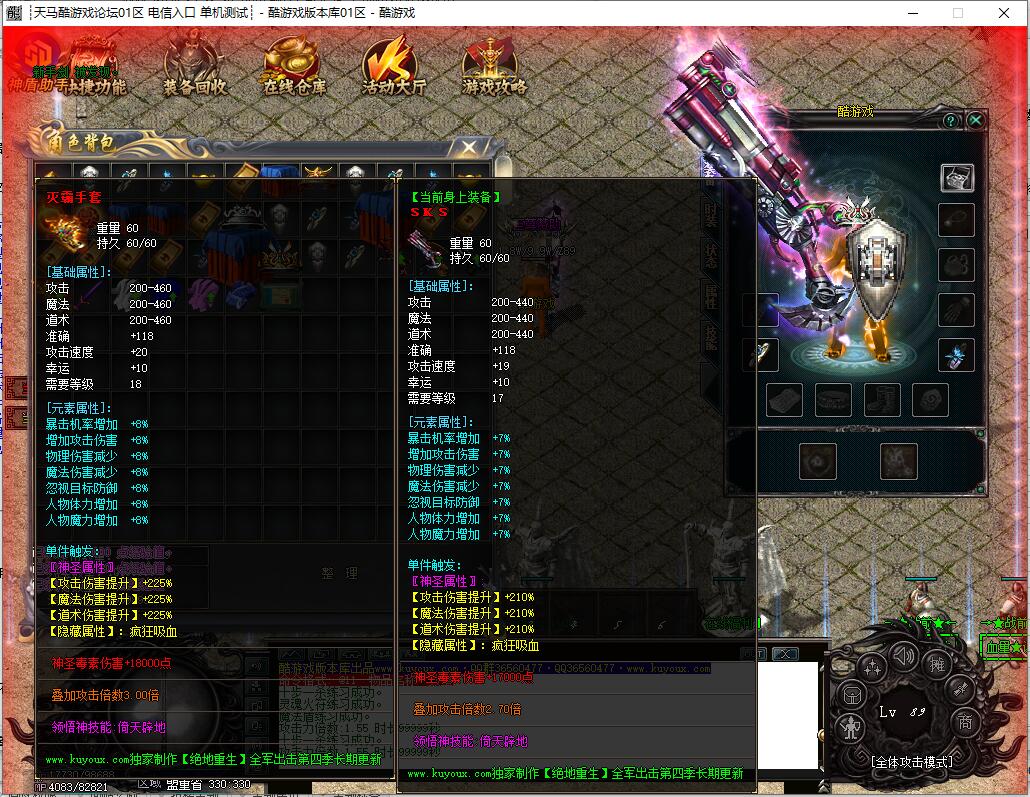 天马酷游戏论坛01区 电信入口 单机测试 - 酷游戏版本库01区 - 酷游戏
神盾助手
快捷功能
装备回收
在线仓库
活动大厅
游戏攻略
角色背包
酷游戏
灭霸手套
重量 60
持久 60/60
[基础属性]:
攻击 200-460
魔法 200-460
道术 200-460
准确 +118
攻击速度 +20
幸运 +10
需要等级 18
[元素属性]:
暴击机率增加 +8%
增加攻击伤害 +8%
物理伤害减少 +8%
魔法伤害减少 +8%
忽视目标防御 +8%
人物体力增加 +8%
人物魔力增加 +8%
单件触发:
『神圣属性』
【攻击伤害提升】+225%
【魔法伤害提升】+225%
【道术伤害提升】+225%
【隐藏属性】: 疯狂吸血
神圣毒素伤害+18000点
叠加攻击倍数3.00倍
领悟神技能:倚天辟地
www.kuyoux.com独家制作【绝地重生】全军出击第四季长期更新
【当前身上装备】
SKS
重量 60
持久 60/60
[基础属性]:
攻击 200-440
魔法 200-440
道术 200-440
准确 +118
攻击速度 +19
幸运 +10
需要等级 17
[元素属性]:
暴击机率增加 +7%
增加攻击伤害 +7%
物理伤害减少 +7%
魔法伤害减少 +7%
忽视目标防御 +7%
人物体力增加 +7%
人物魔力增加 +7%
单件触发:
『神圣属性』:
【攻击伤害提升】+210%
【魔法伤害提升】+210%
【道术伤害提升】+210%
【隐藏属性】: 疯狂吸血
神圣毒素伤害+17000点
叠加攻击倍数2.70倍
领悟神技能:倚天辟地
www.kuyoux.com独家制作【绝地重生】全军出击第四季长期更新
整 理
状态
属性
技能
Lv 89
摊
商
[全体攻击模式]
MP 4083/82821
盟重省 330:330